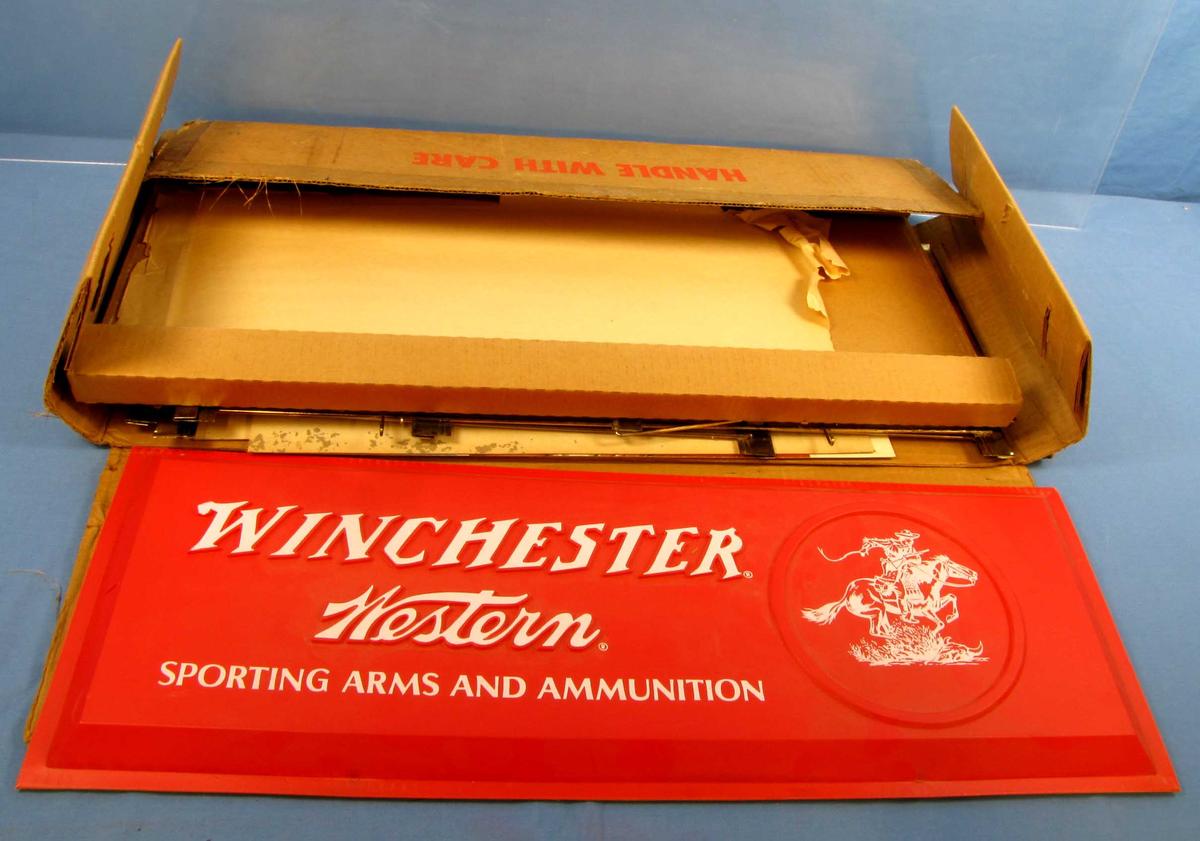 HANDLE WITH CARE
WINCHESTER®
Western®
SPORTING ARMS AND AMMUNITION